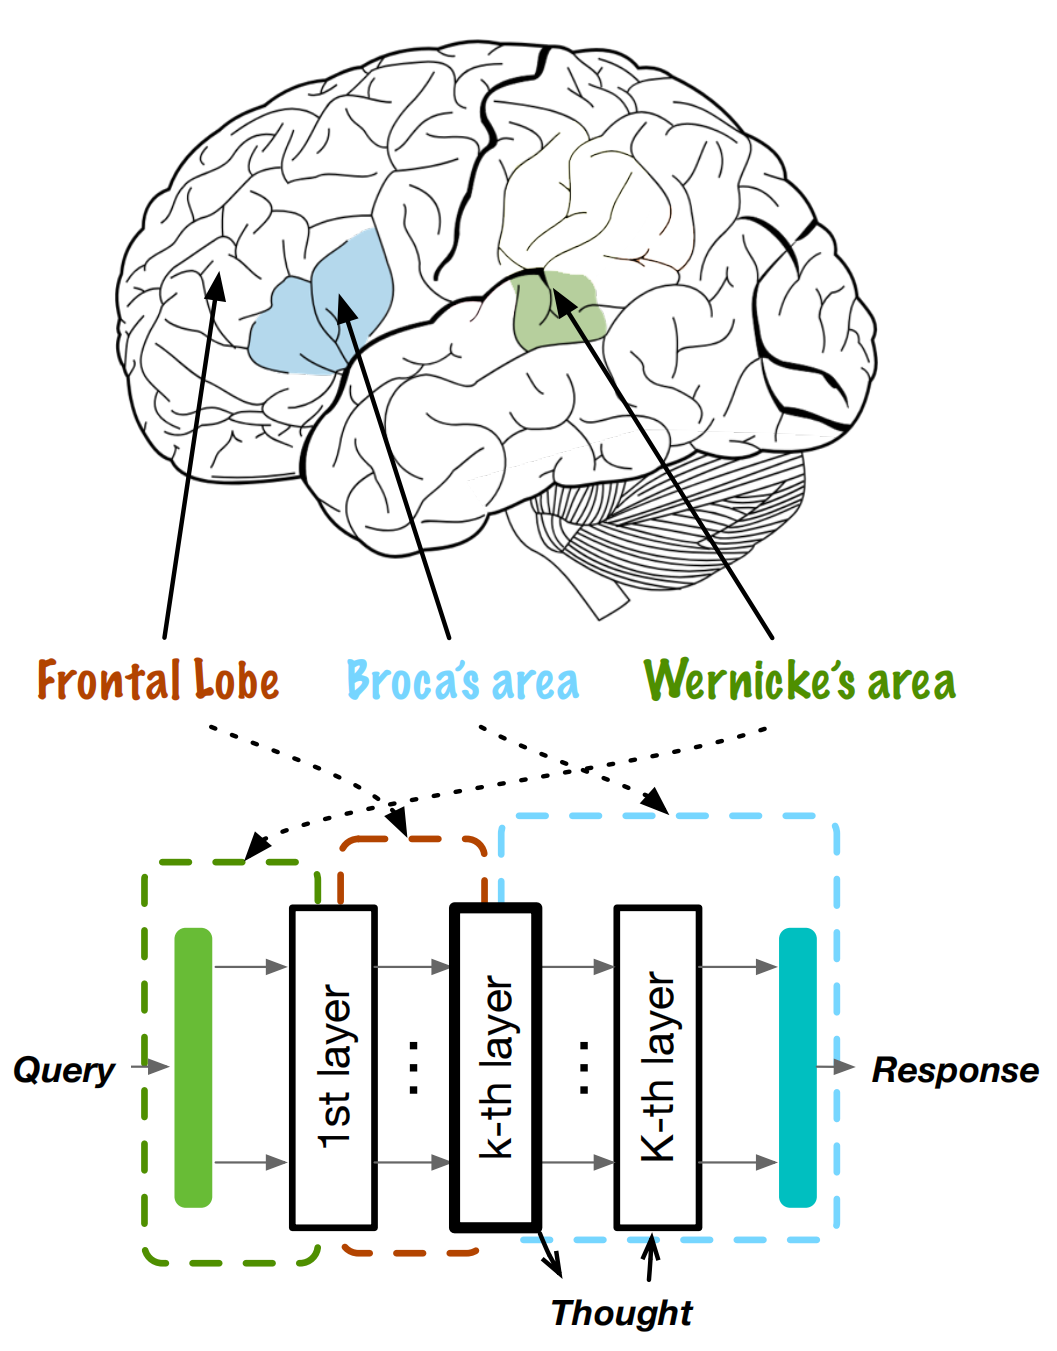 Frontal Lobe
Broca's area
Wernicke's area
Query
1st layer
k-th layer
K-th layer
Response
Thought